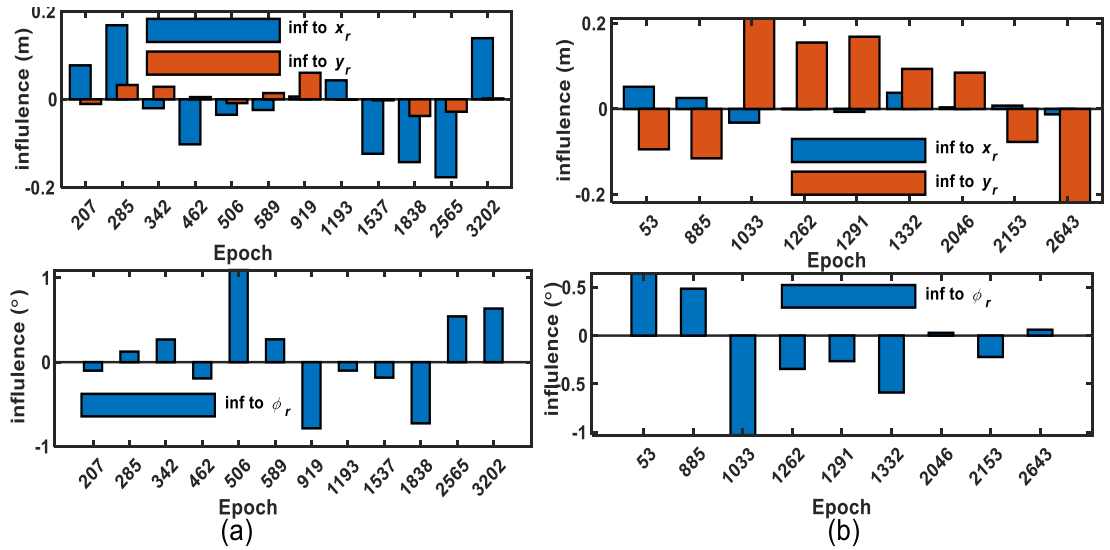 0.2
0
-0.2
influlence (m)
inf to x_r
inf to y_r
207 285 342 462 506 589 919 1193 1537 1838 2565 3202
Epoch
1
0
-1
influlence (°)
inf to ϕ_r
207 285 342 462 506 589 919 1193 1537 1838 2565 3202
Epoch
(a)
0.2
0
-0.2
influlence (m)
inf to x_r
inf to y_r
53 885 1033 1262 1291 1332 2046 2153 2643
Epoch
0.5
0
-0.5
-1
influlence (°)
inf to ϕ_r
53 885 1033 1262 1291 1332 2046 2153 2643
Epoch
(b)